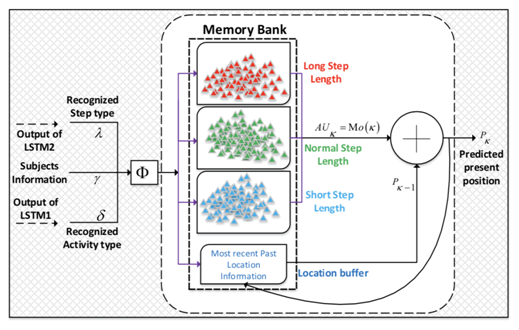 Memory Bank
Long Step
Length
Recognized
Step type
λ
Output of
LSTM2
Subjects
Information
γ
Φ
Output of
LSTM1
δ
Recognized
Activity type
AU_κ = Mo(κ)
Normal Step
Length
P_κ
Predicted
present
position
P_κ−1
Short Step
Length
Most recent Past
Location
Information
Location buffer